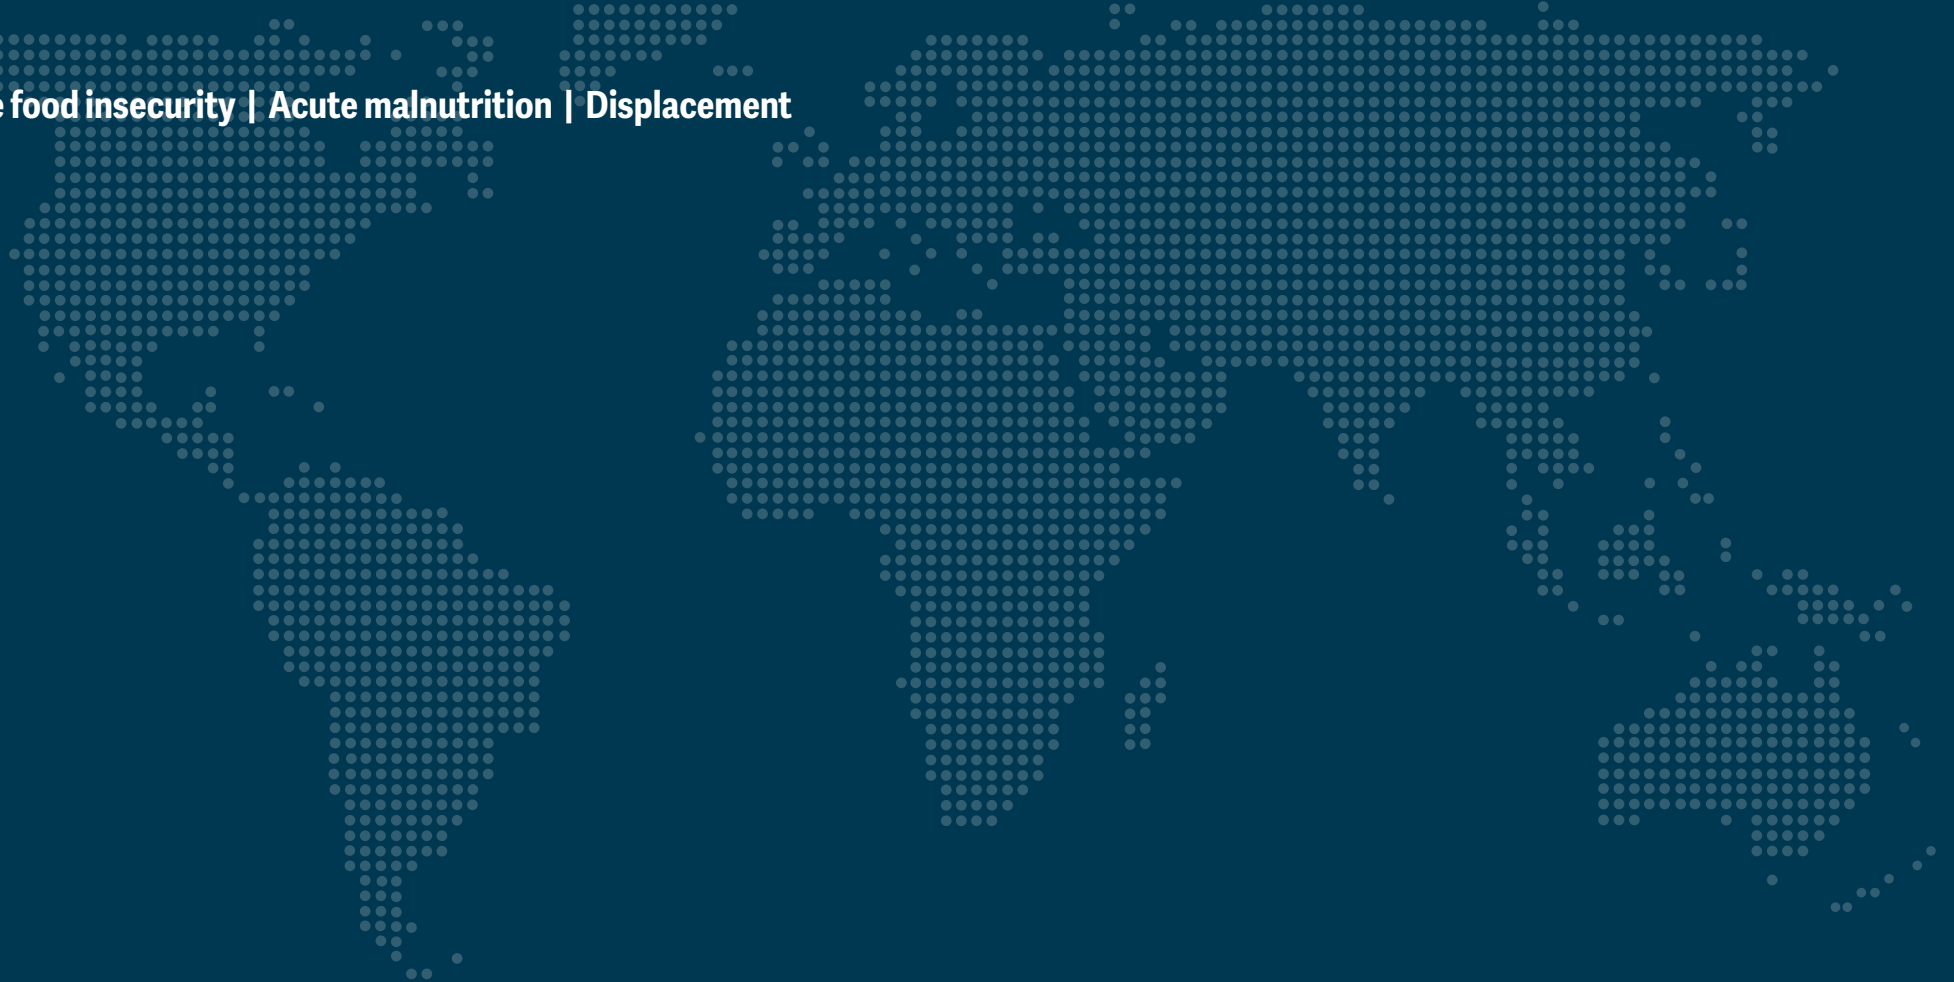 food insecurity | Acute malnutrition | Displacement